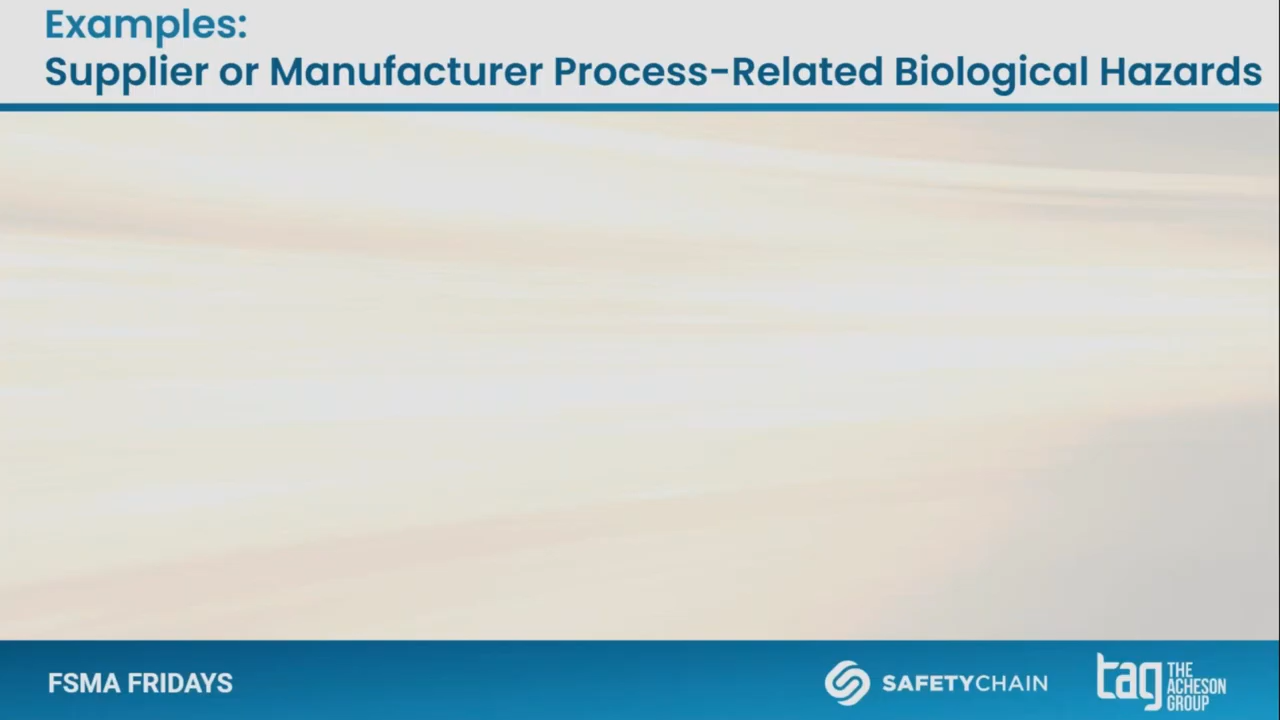 Examples:
Supplier or Manufacturer Process-Related Biological Hazards
FSMA FRIDAYS
SAFETYCHAIN
tag THE
ACHESON
GROUP